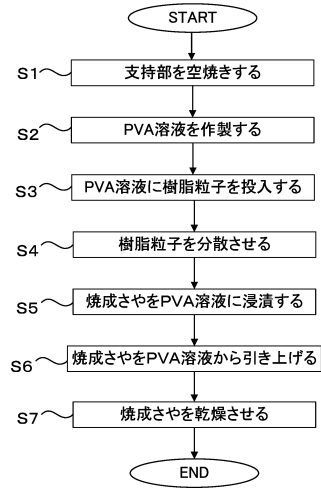 START
S1 支持部を空焼きする
S2 PVA溶液を作製する
S3 PVA溶液に樹脂粒子を投入する
S4 樹脂粒子を分散させる
S5 焼成さやをPVA溶液に浸漬する
S6 焼成さやをPVA溶液から引き上げる
S7 焼成さやを乾燥させる
END